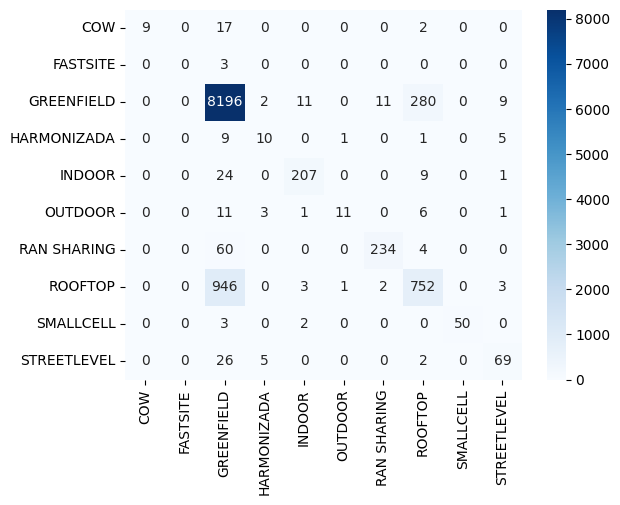 COW 9 0 17 0 0 0 0 2 0 0
FASTSITE 0 0 3 0 0 0 0 0 0 0
GREENFIELD 0 0 8196 2 11 0 11 280 0 9
HARMONIZADA 0 0 9 10 0 1 0 1 0 5
INDOOR 0 0 24 0 207 0 0 9 0 1
OUTDOOR 0 0 11 3 1 11 0 6 0 1
RAN SHARING 0 0 60 0 0 0 234 4 0 0
ROOFTOP 0 0 946 0 3 1 2 752 0 3
SMALLCELL 0 0 3 0 2 0 0 0 50 0
STREETLEVEL 0 0 26 5 0 0 0 2 0 69
COW
FASTSITE
GREENFIELD
HARMONIZADA
INDOOR
OUTDOOR
RAN SHARING
ROOFTOP
SMALLCELL
STREETLEVEL
8000
7000
6000
5000
4000
3000
2000
1000
0